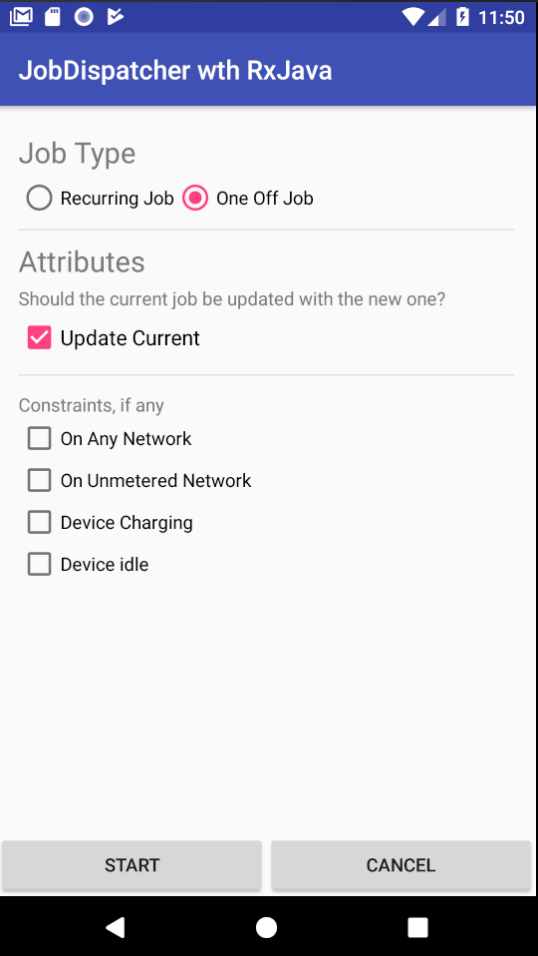 11:50
JobDispatcher wth RxJava
Job Type
Recurring Job One Off Job
Attributes
Should the current job be updated with the new one?
Update Current
Constraints, if any
On Any Network
On Unmetered Network
Device Charging
Device idle
START CANCEL